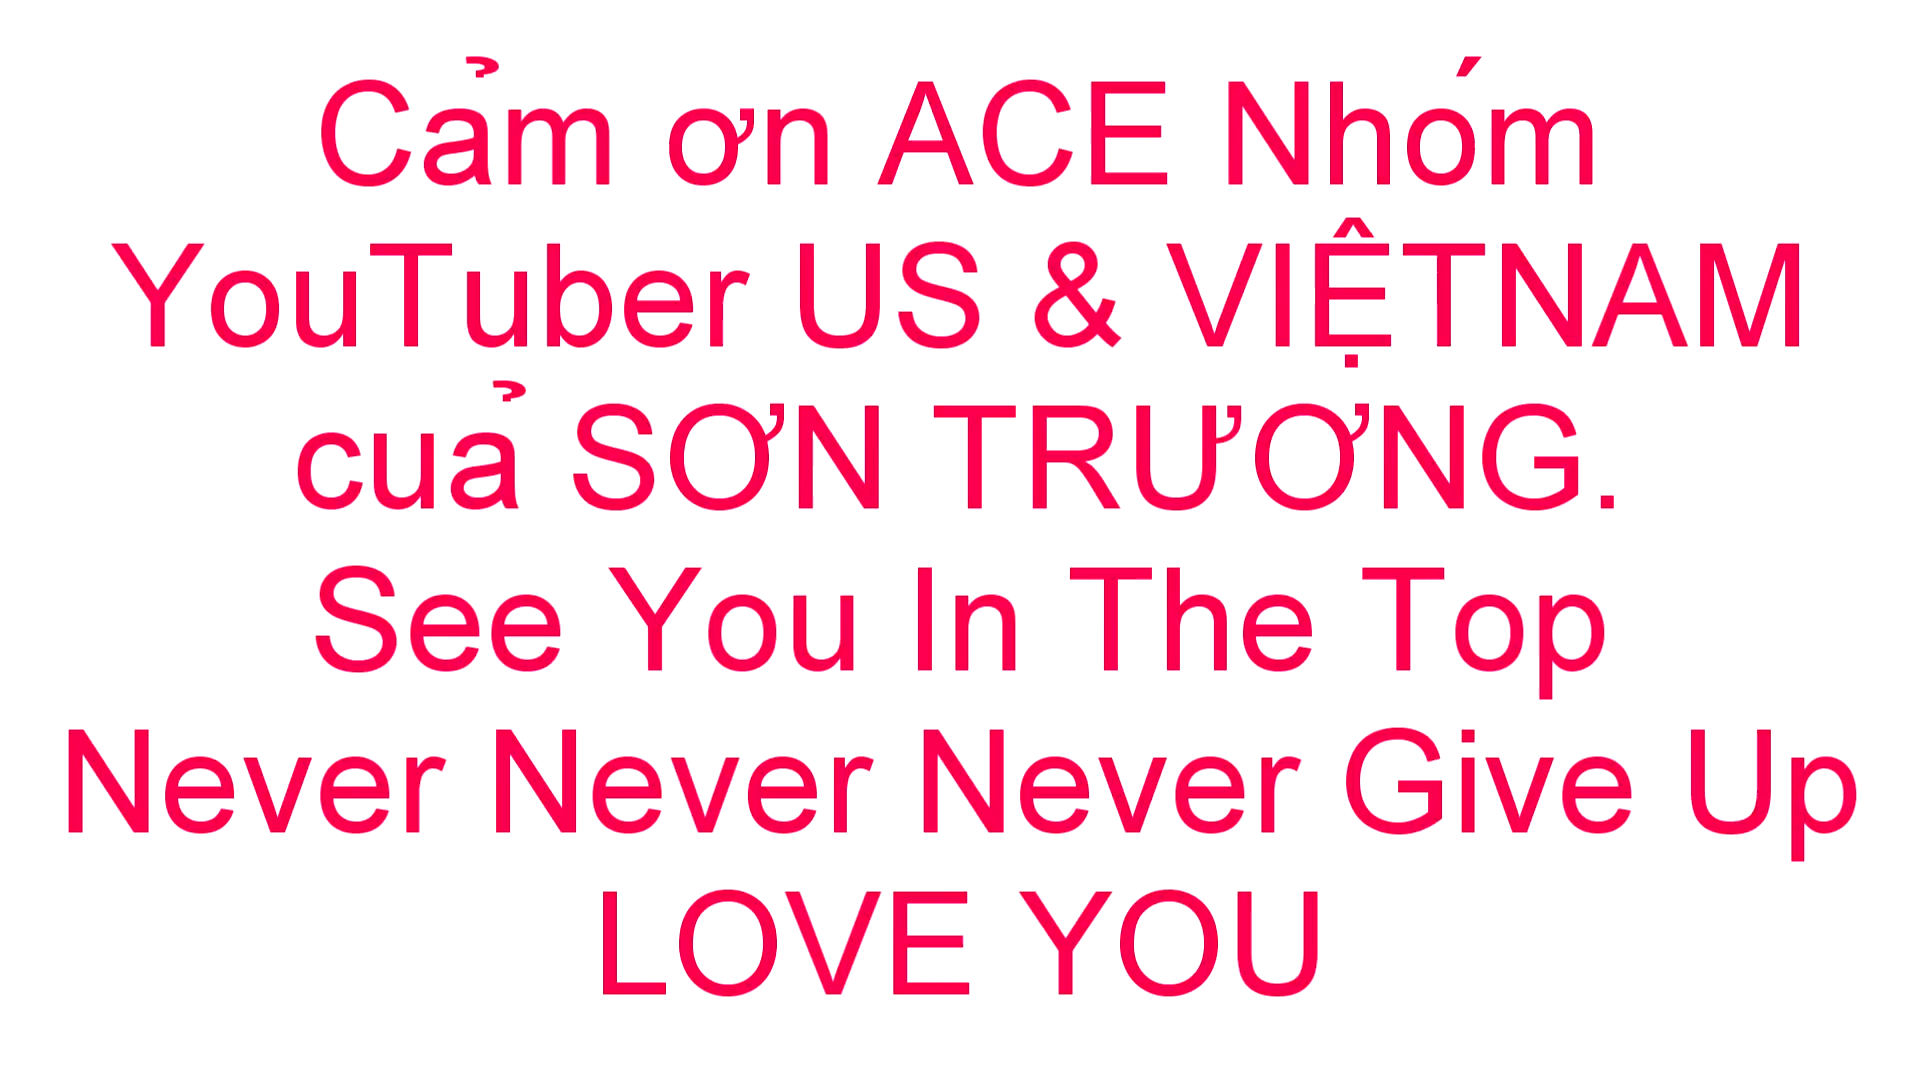 Cảm ơn ACE Nhóm
YouTuber US & VIỆTNAM
cuả SƠN TRƯƠNG.
See You In The Top
Never Never Never Give Up
LOVE YOU